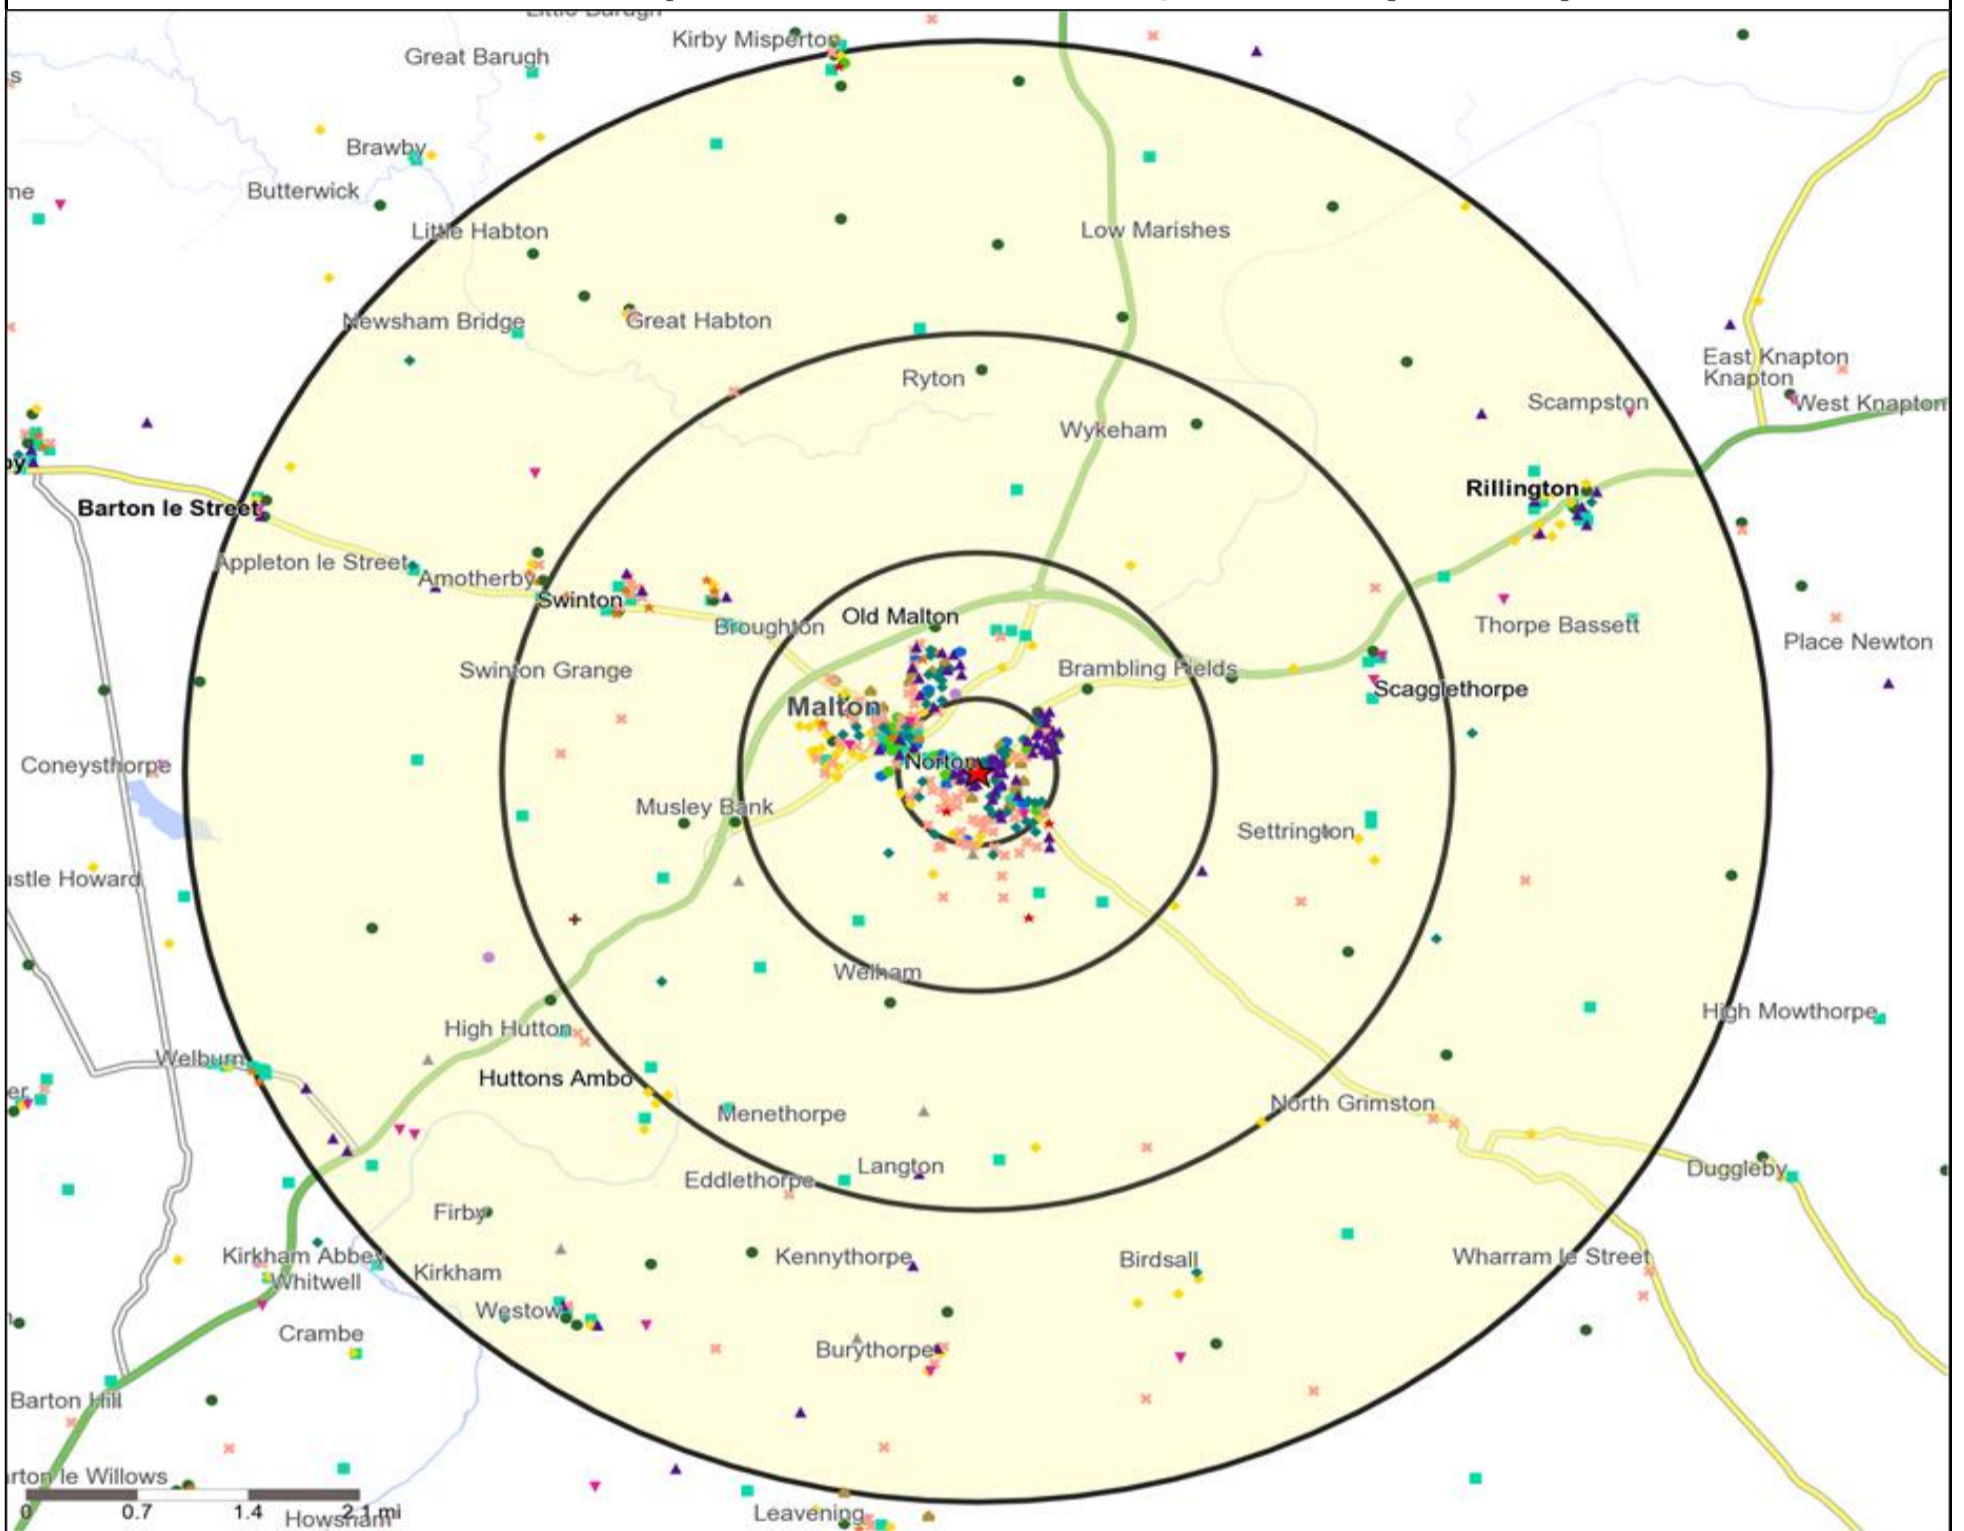 Kirby Misperton
Great Barugh
Brawby
Butterwick
Little Habton
Low Marishes
Newsham Bridge
Great Habton
Ryton
East Knapton
Knapton
West Knapton
Scampston
Wykeham
Rillington
Barton le Street
Appleton le Street
Amotherby
Swinton
Old Malton
Broughton
Thorpe Bassett
Place Newton
Swinton Grange
Brambling Fields
Scagglethorpe
Malton
Norton
Coneysthorpe
Musley Bank
Settrington
astle Howard
Welham
High Mowthorpe
High Hutton
Welburn
Huttons Ambo
Menethorpe
North Grimston
er
Langton
Duggleby
Eddlethorpe
Firby
Kirkham Abbey
Kennythorpe
Birdsall
Wharram le Street
Kirkham
Whitwell
Westow
Crambe
Burythorpe
Barton Hill
rton le Willows
0 0.7 1.4 2.1 mi
Howsham
Leavening